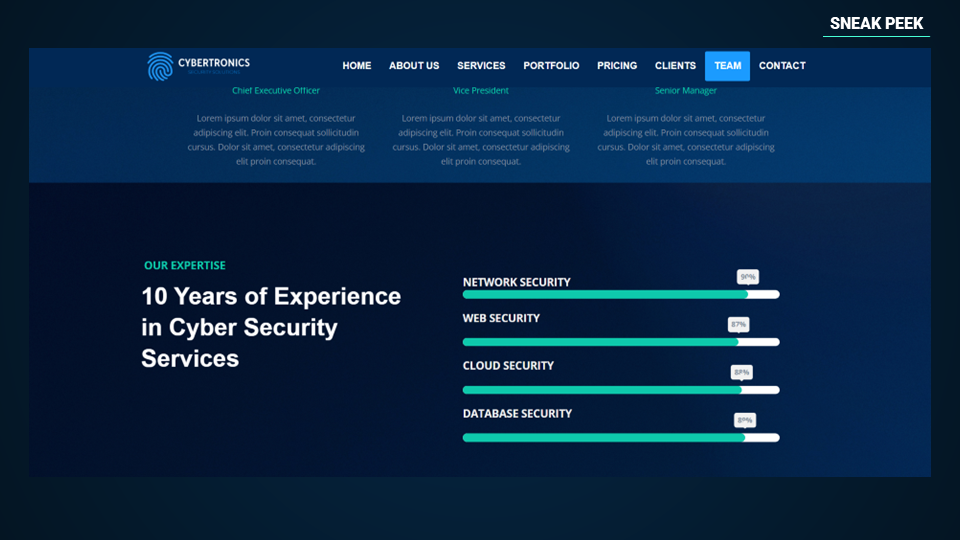 SNEAK PEEK
CYBERTRONICS
SECURITY SOLUTIONS
HOME ABOUT US SERVICES PORTFOLIO PRICING CLIENTS TEAM CONTACT
Chief Executive Officer
Lorem ipsum dolor sit amet, consectetur
adipiscing elit. Proin consequat sollicitudin
cursus. Dolor sit amet, consectetur adipiscing
elit proin consequat.
Vice President
Lorem ipsum dolor sit amet, consectetur
adipiscing elit. Proin consequat sollicitudin
cursus. Dolor sit amet, consectetur adipiscing
elit proin consequat.
Senior Manager
Lorem ipsum dolor sit amet, consectetur
adipiscing elit. Proin consequat sollicitudin
cursus. Dolor sit amet, consectetur adipiscing
elit proin consequat.
OUR EXPERTISE
10 Years of Experience
in Cyber Security
Services
NETWORK SECURITY
90%
WEB SECURITY
87%
CLOUD SECURITY
88%
DATABASE SECURITY